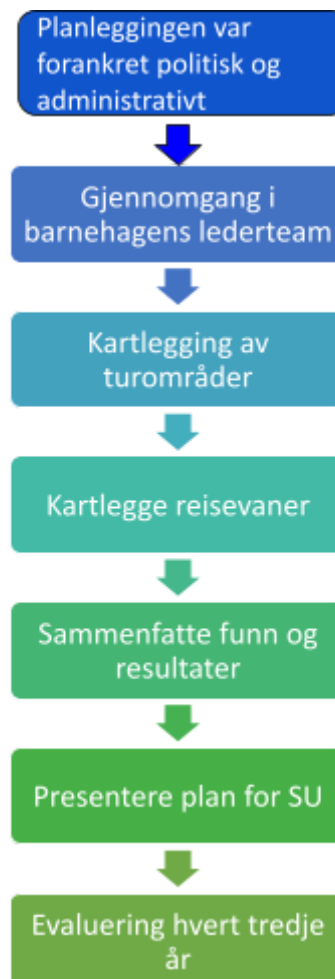 Planleggingen var
forankret politisk og
administrativt
Gjennomgang i
barnehagens lederteam
Kartlegging av
turområder
Kartlegge reisevaner
Sammenfatte funn og
resultater
Presentere plan for SU
Evaluering hvert tredje
år